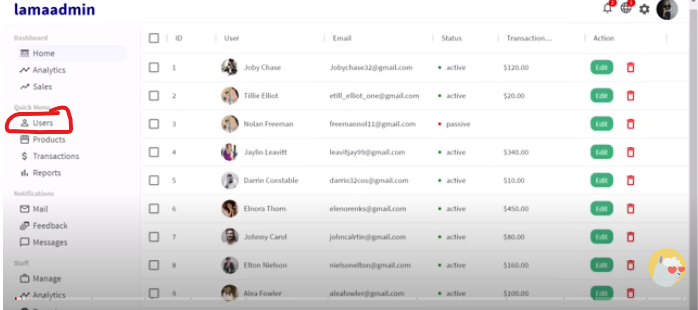 lamaadmin
Dashboard
Home
Analytics
Sales
Quick Menu
Users
Products
Transactions
Reports
Notifications
Mail
Feedback
Messages
Staff
Manage
Analytics
ID User Email Status Transaction... Action
1 Joby Chase Jobychase32@gmail.com active $120.00 Edit
2 Tillie Elliot etill_elliot_one@gmail.com active $20.00 Edit
3 Nolan Freeman freemannol11@gmail.com passive Edit
4 Jaylin Leavitt leavitjay99@gmail.com active $340.00 Edit
5 Darrin Constable darrin32cos@gmail.com active $10.00 Edit
6 Elnora Thorn elenorenks@gmail.com active $450.00 Edit
7 Johnny Carol johncalrtin@gmail.com active $80.00 Edit
8 Elton Nielson nielsonelton@gmail.com active $160.00 Edit
9 Alea Fowler aleafowler@gmail.com active $100.00 Edit